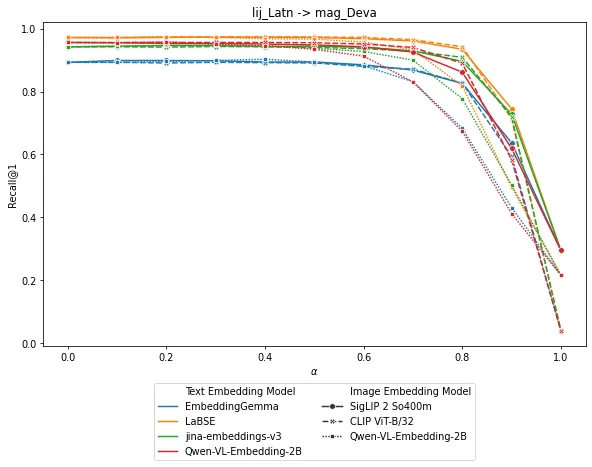 lij_Latn -> mag_Deva
1.0
0.8
0.6
0.4
0.2
0.0
Recall@1
0.0 0.2 0.4 0.6 0.8 1.0
α
Text Embedding Model Image Embedding Model
EmbeddingGemma SigLIP 2 So400m
LaBSE CLIP ViT-B/32
jina-embeddings-v3 Qwen-VL-Embedding-2B
Qwen-VL-Embedding-2B